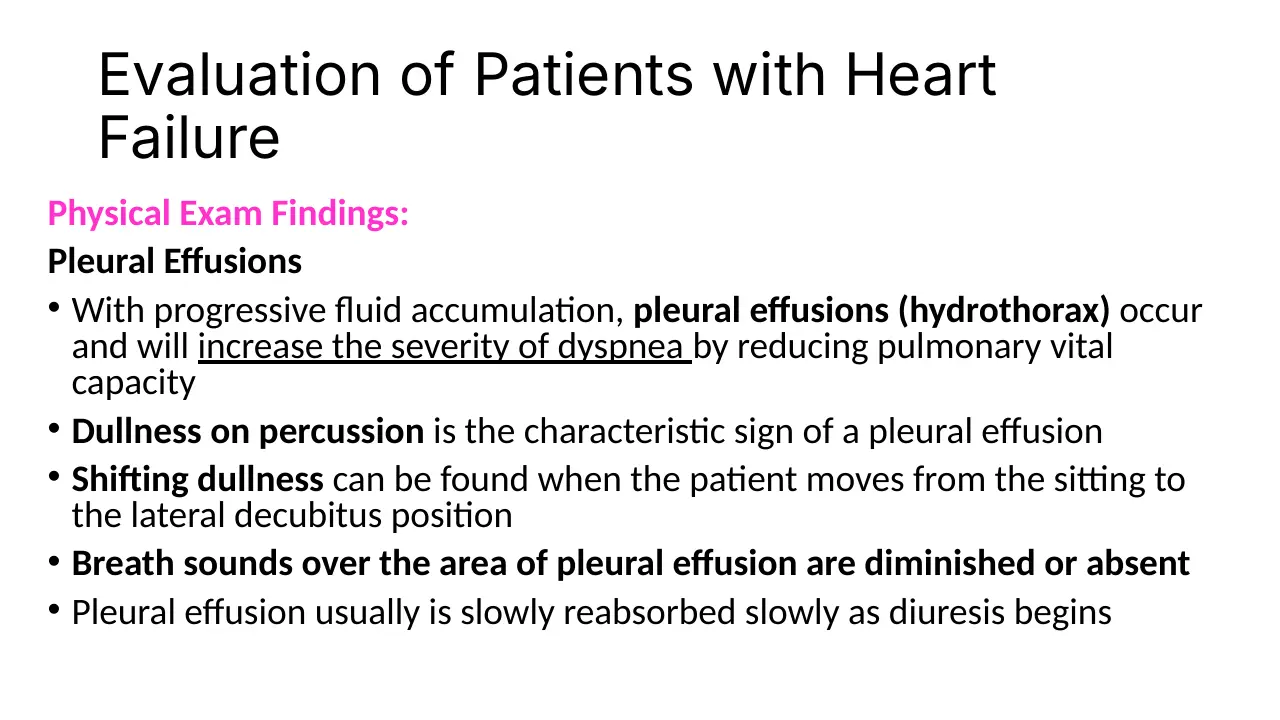 Evaluation of Patients with Heart
Failure
Physical Exam Findings:
Pleural Effusions
• With progressive fluid accumulation, pleural effusions (hydrothorax) occur
and will increase the severity of dyspnea by reducing pulmonary vital
capacity
• Dullness on percussion is the characteristic sign of a pleural effusion
• Shifting dullness can be found when the patient moves from the sitting to
the lateral decubitus position
• Breath sounds over the area of pleural effusion are diminished or absent
• Pleural effusion usually is slowly reabsorbed slowly as diuresis begins